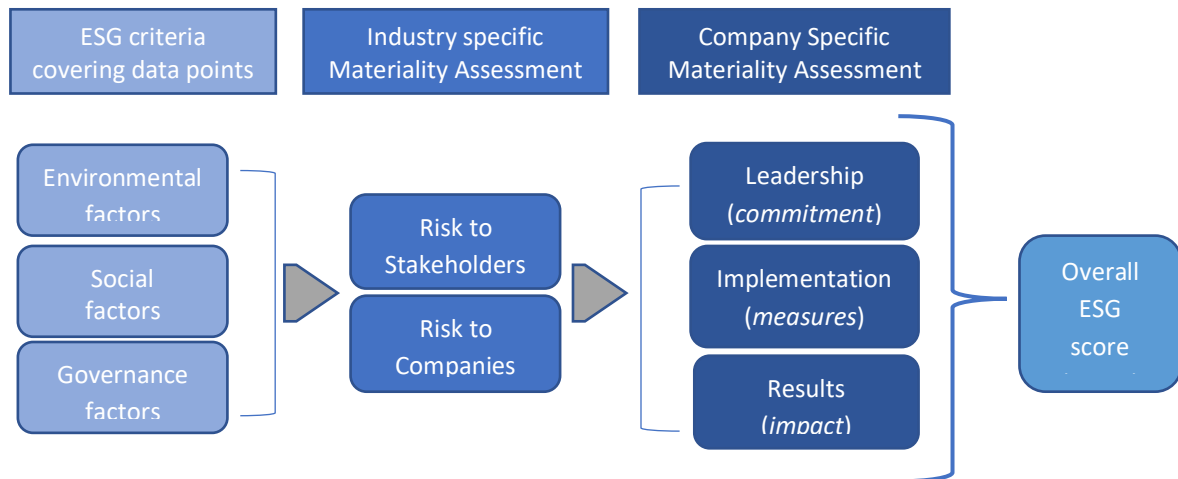 ESG criteria
covering data points
Industry specific
Materiality Assessment
Company Specific
Materiality Assessment
Environmental
factors
Social
factors
Governance
factors
Risk to
Stakeholders
Risk to
Companies
Leadership
(commitment)
Implementation
(measures)
Results
(impact)
Overall
ESG
score